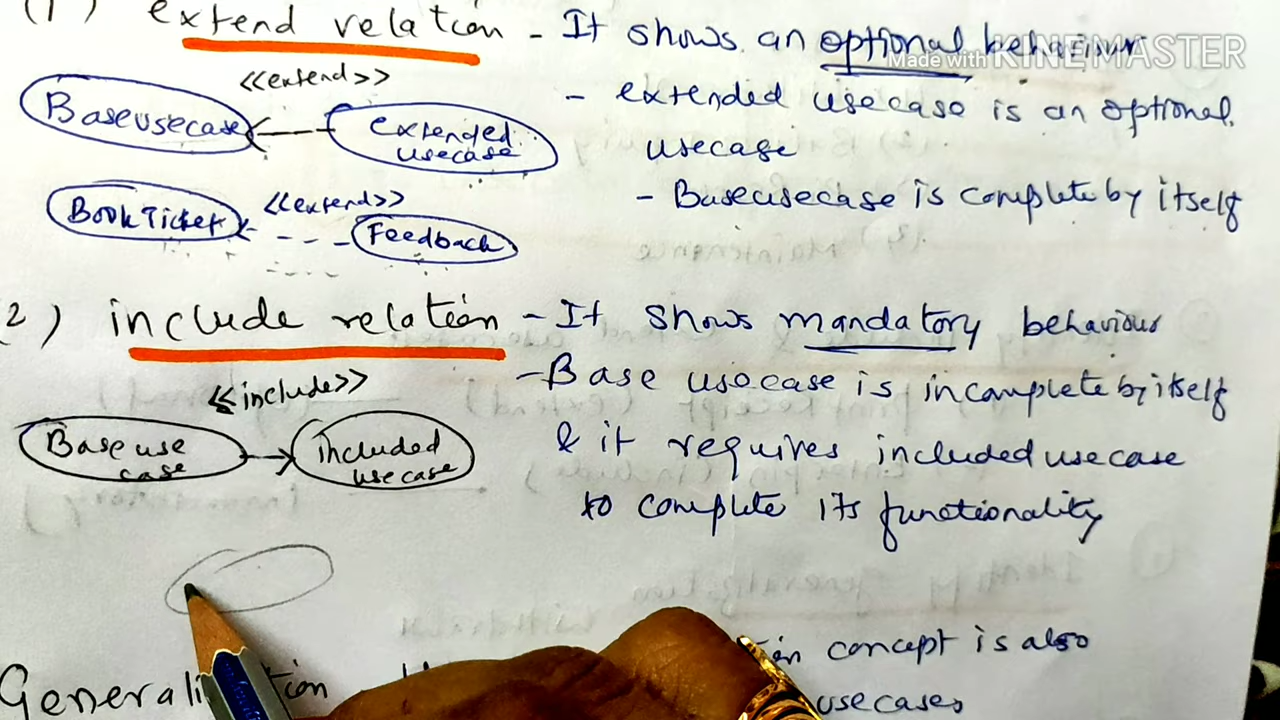 (1) extend relation - It shows an optional behaviour
Made with KINEMASTER
<<extend>>
Baseusecase extended usecase
- extended usecase is an optional usecase
- Baseusecase is complete by itself
<<extend>>
Book Ticket Feedback
(2) include relation - It shows mandatory behaviour
<<include>>
Base use case included usecase
- Base usecase is incomplete by itself
& it requires included usecase
to complete its functionality
concept is also
usecases